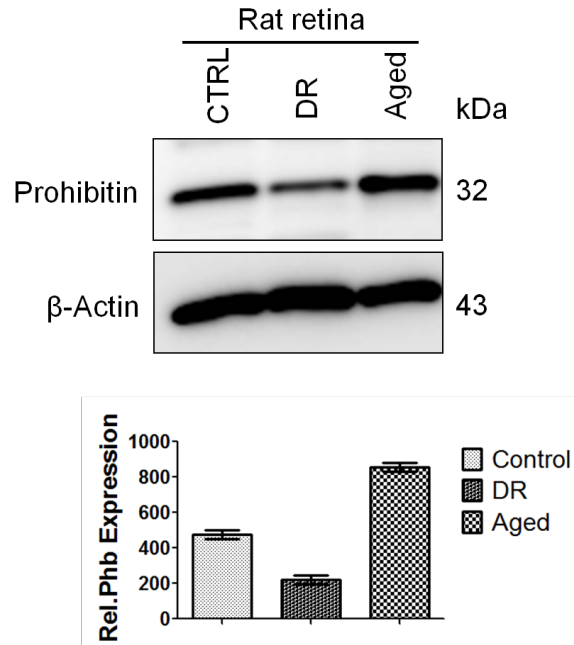 Rat retina
CTRL DR Aged kDa
Prohibitin 32
β-Actin 43
Rel.Phb Expression
1000
800
600
400
200
0
Control
DR
Aged